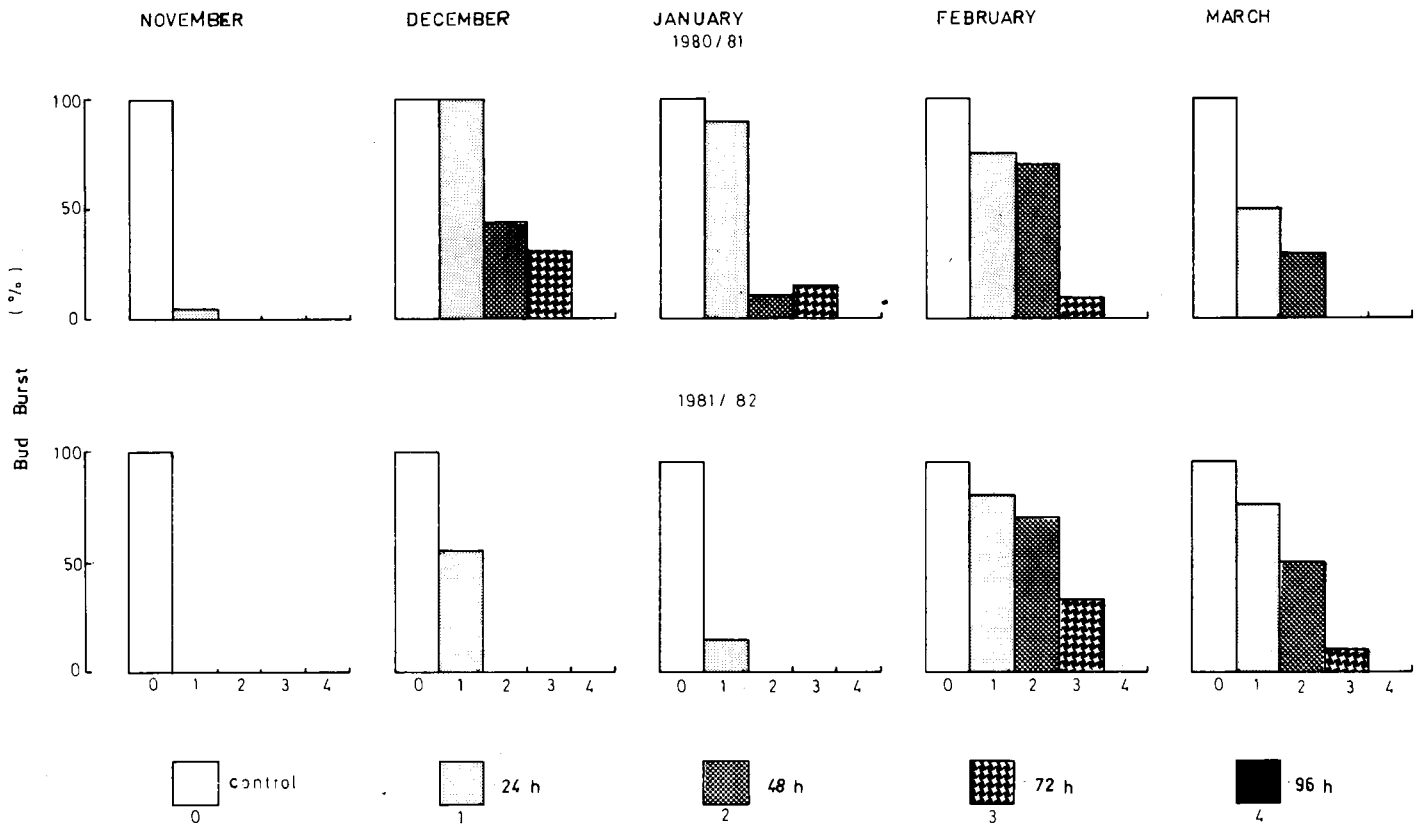 NOVEMBER DECEMBER JANUARY FEBRUARY MARCH
1980/81
100
50
0
Bud Burst (%)
1981/82
100
50
0
0 1 2 3 4 0 1 2 3 4 0 1 2 3 4 0 1 2 3 4 0 1 2 3 4
control 24 h 48 h 72 h 96 h
0 1 2 3 4